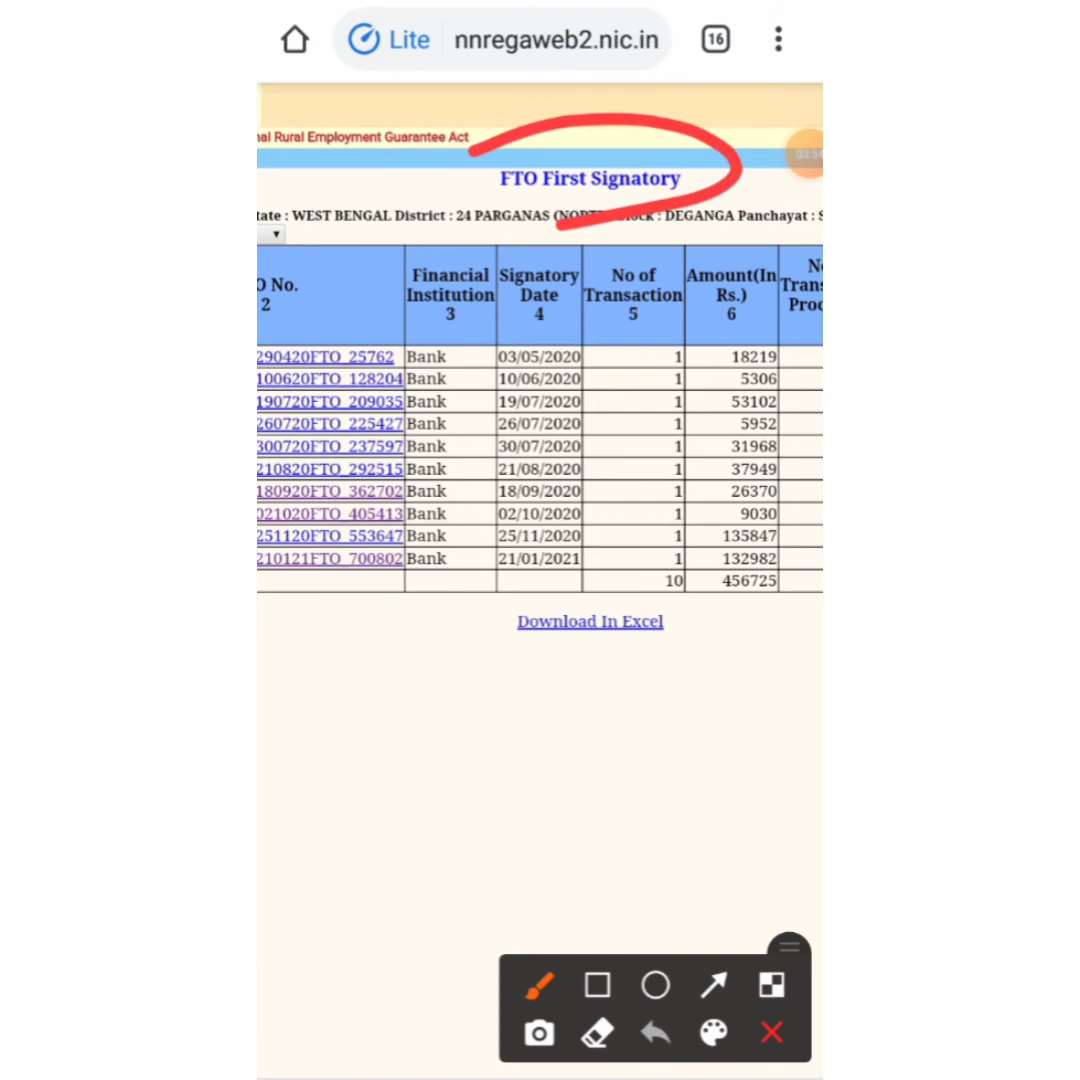 Lite nnregaweb2.nic.in 16
Rural Employment Guarantee Act
FTO First Signatory
: WEST BENGAL District : 24 PARGANAS : DEGANGA Panchayat :
No. Financial Institution Signatory Date No of Transaction Amount(In Rs.)
2 3 4 5 6
290420FTO_25762 Bank 03/05/2020 1 18219
100620FTO_128204 Bank 10/06/2020 1 5306
190720FTO_209035 Bank 19/07/2020 1 53102
260720FTO_225427 Bank 26/07/2020 1 5952
300720FTO_237597 Bank 30/07/2020 1 31968
210820FTO_292515 Bank 21/08/2020 1 37949
180920FTO_362702 Bank 18/09/2020 1 26370
021020FTO_405413 Bank 02/10/2020 1 9030
251120FTO_553647 Bank 25/11/2020 1 135847
210121FTO_700802 Bank 21/01/2021 1 132982
10 456725
Download In Excel